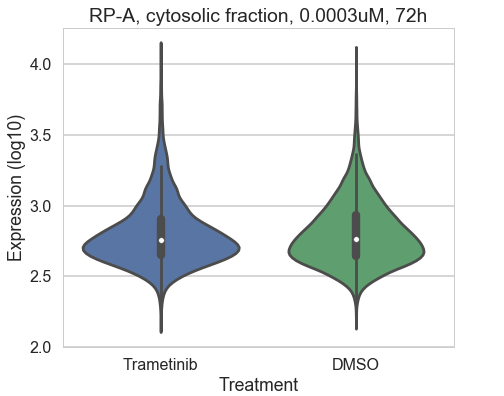 RP-A, cytosolic fraction, 0.0003uM, 72h
4.0
3.5
3.0
2.5
2.0
Expression (log10)
Trametinib DMSO
Treatment